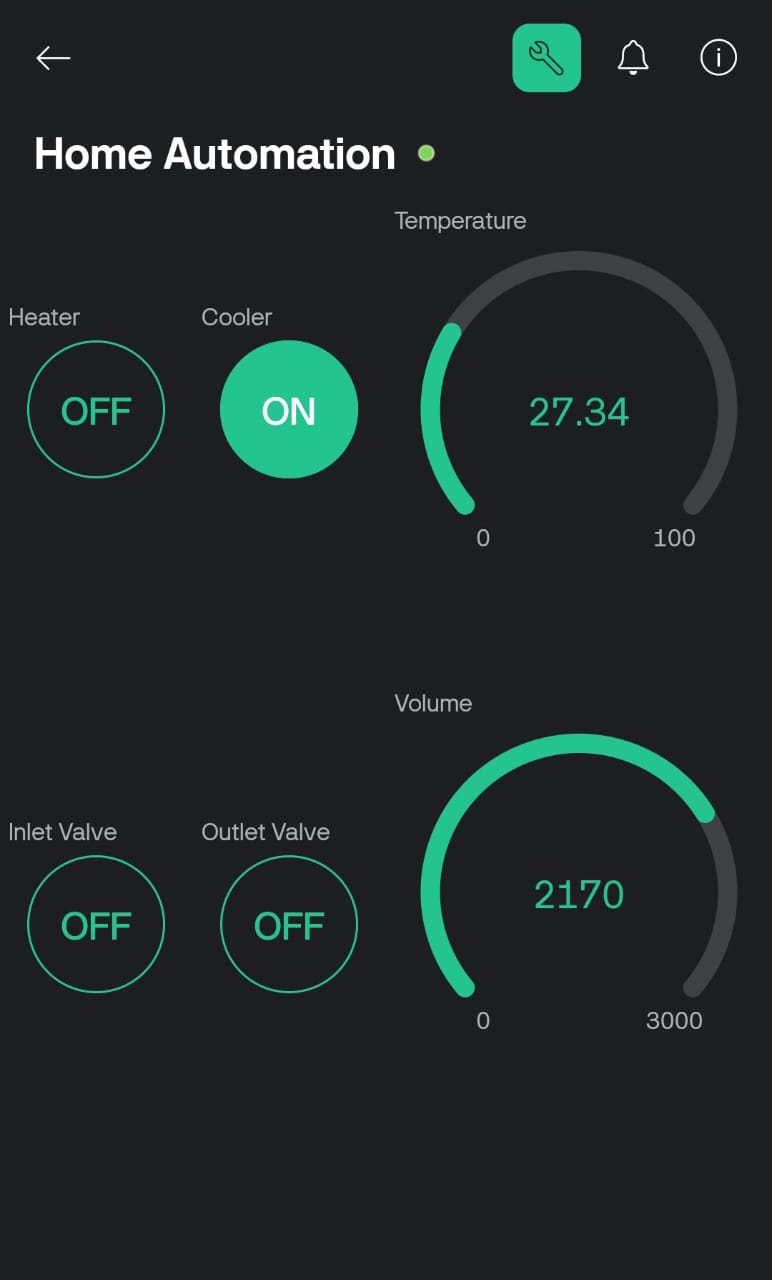 Home Automation
Temperature
Heater
Cooler
OFF
ON
27.34
0
100
Volume
Inlet Valve
Outlet Valve
OFF
OFF
2170
0
3000